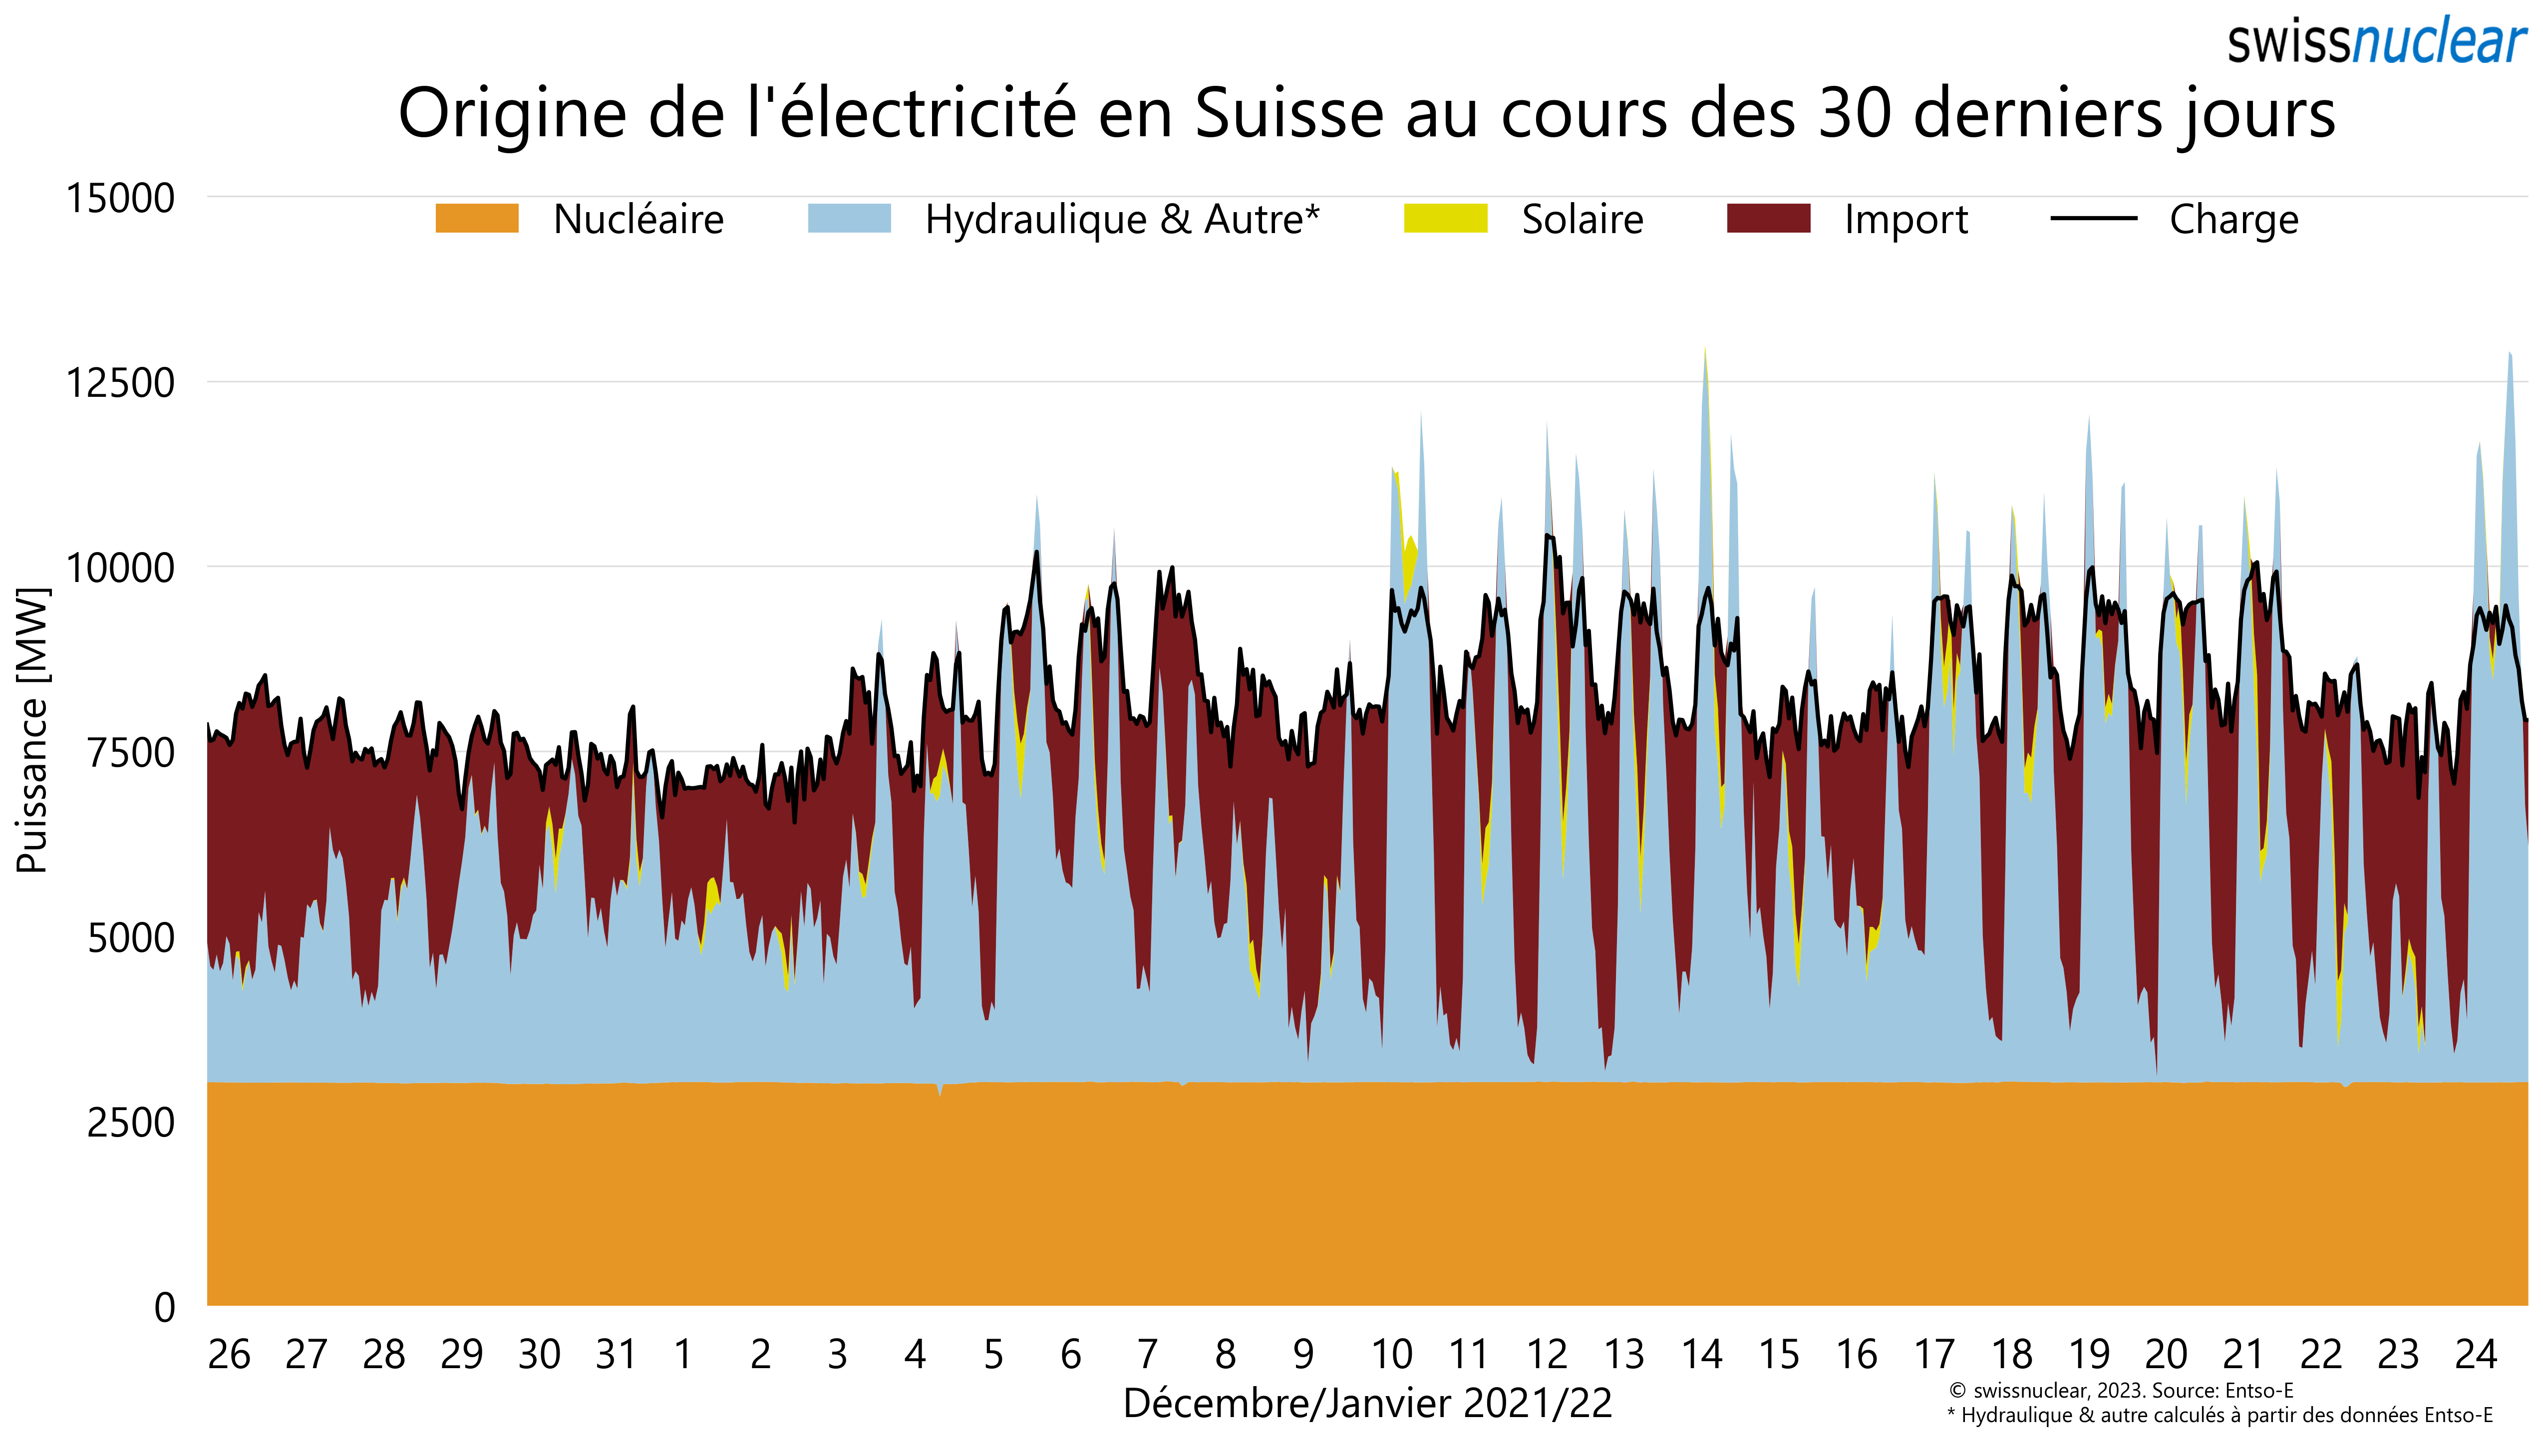 swissnuclear
Origine de l'électricité en Suisse au cours des 30 derniers jours
15000
Nucléaire Hydraulique & Autre* Solaire Import Charge
12500
10000
7500
5000
2500
0
Puissance [MW]
26 27 28 29 30 31 1 2 3 4 5 6 7 8 9 10 11 12 13 14 15 16 17 18 19 20 21 22 23 24
Décembre/Janvier 2021/22
© swissnuclear, 2023. Source: Entso-E
* Hydraulique & autre calculés à partir des données Entso-E